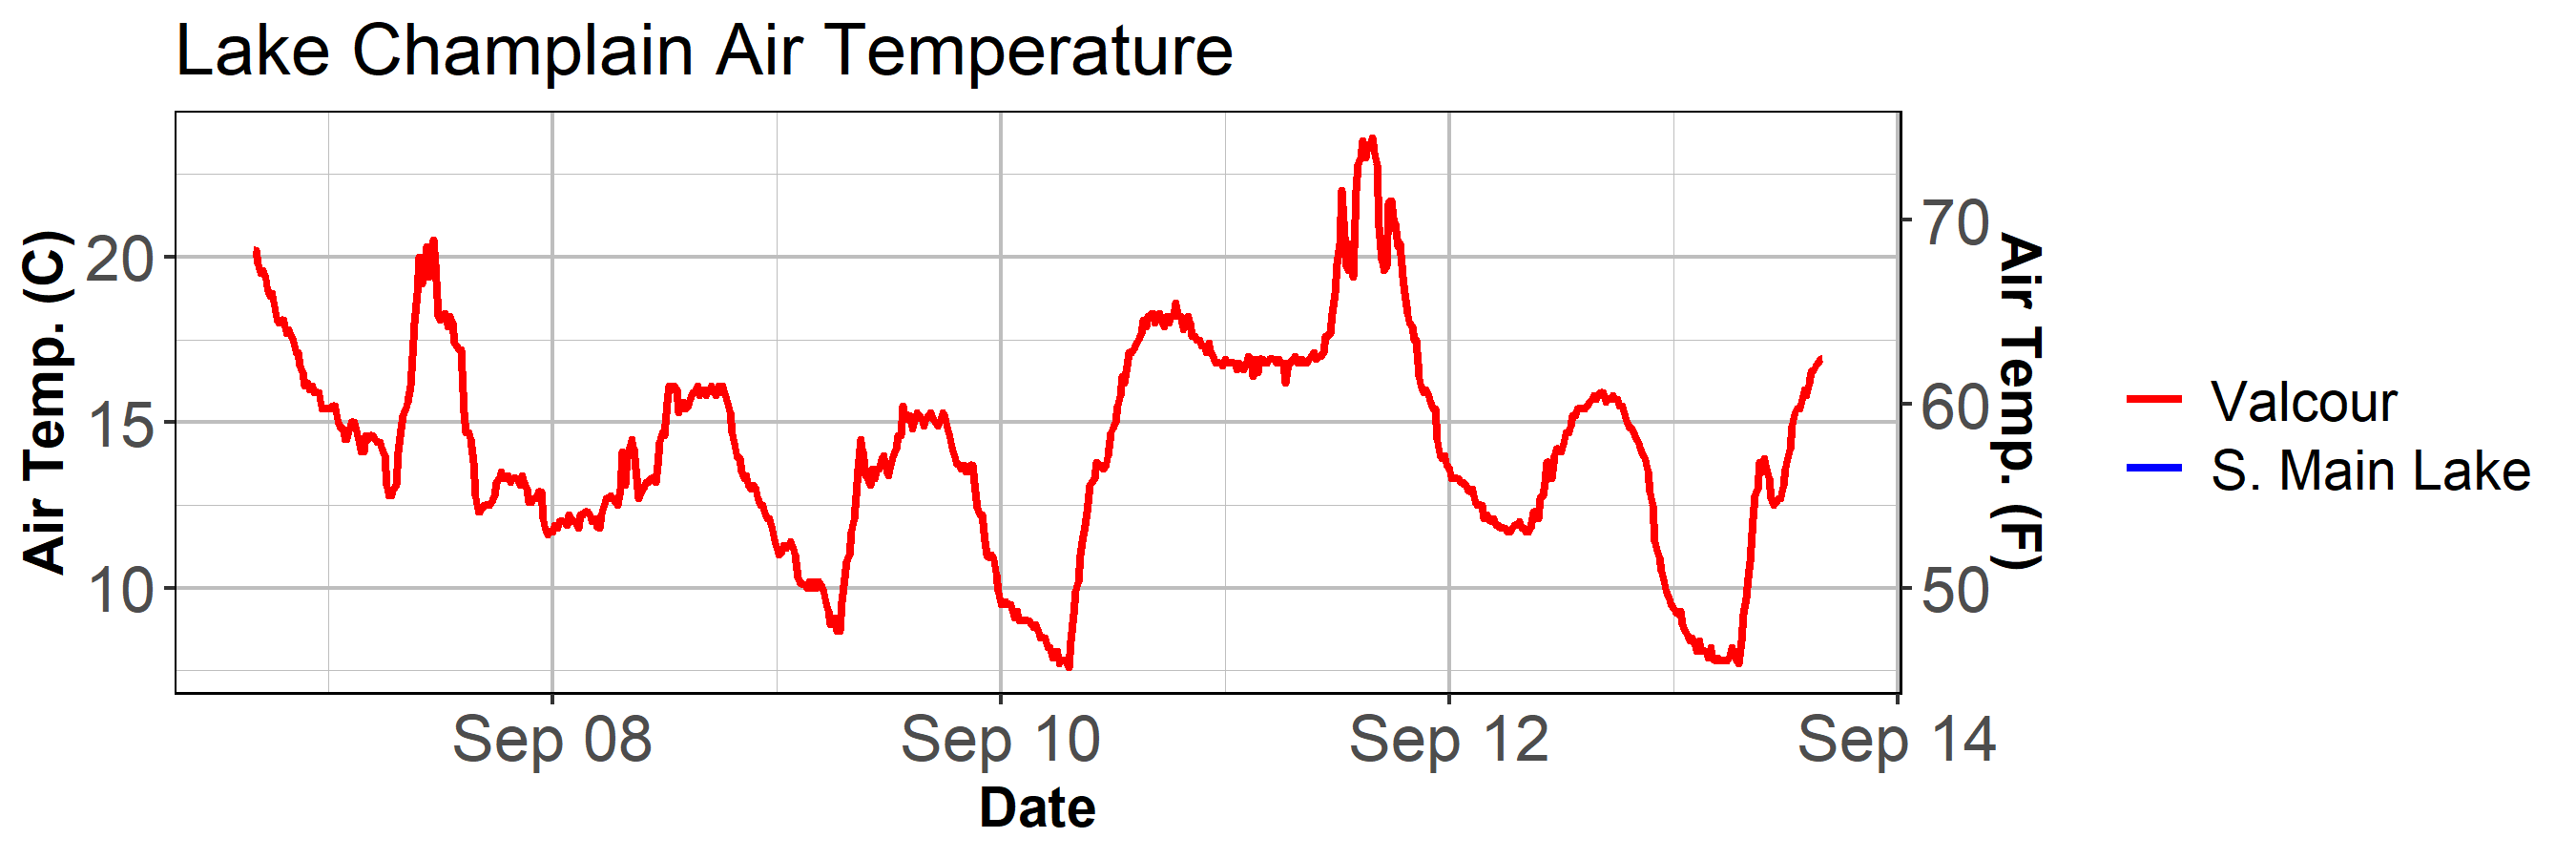 Lake Champlain Air Temperature
Air Temp. (C)
20
15
10
70
60
50
Air Temp. (F)
Sep 08
Sep 10
Sep 12
Sep 14
Date
Valcour
S. Main Lake